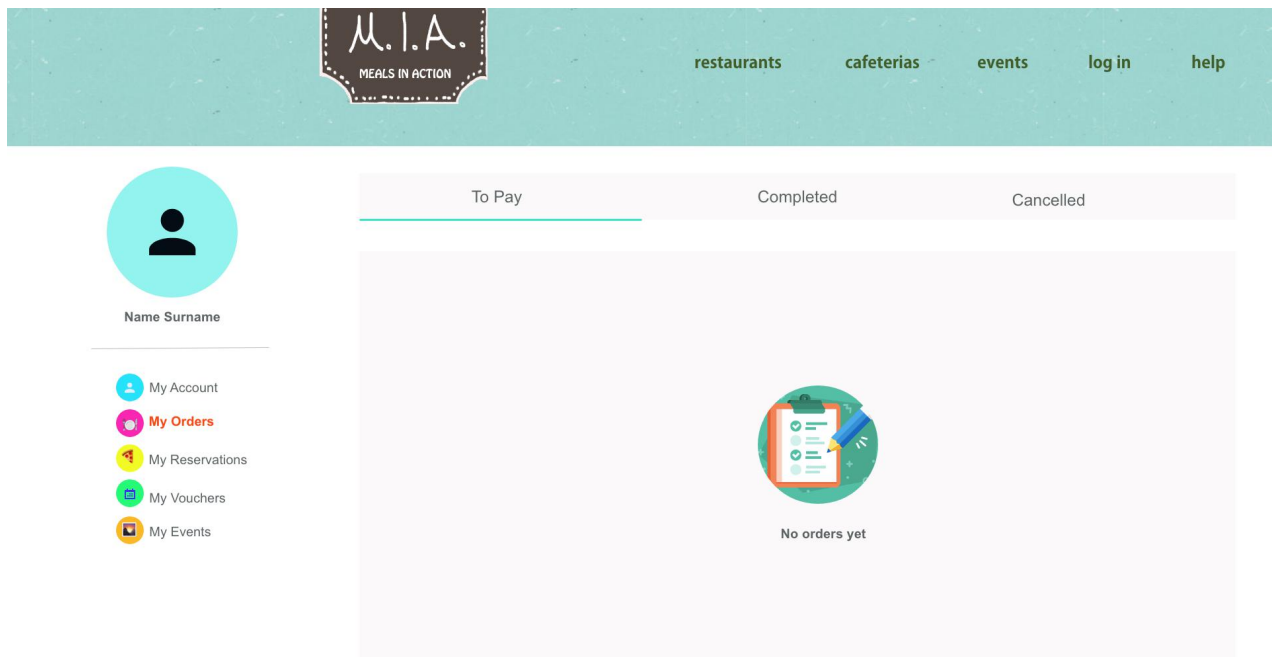 M.I.A.
MEALS IN ACTION
restaurants cafeterias events log in help
To Pay Completed Cancelled
Name Surname
My Account
My Orders
My Reservations
My Vouchers
My Events
No orders yet